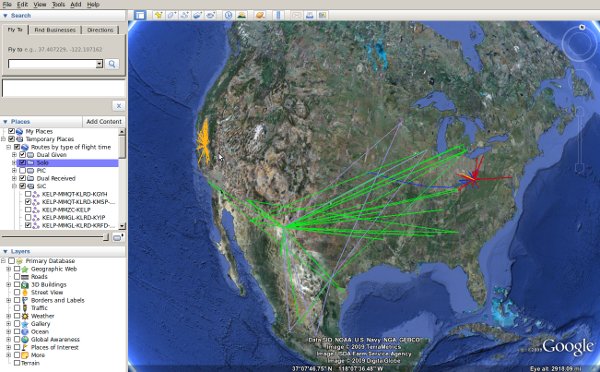 File Edit View Tools Add Help
Search
Fly To Find Businesses Directions
Fly to e.g., 37.407229, -122.107162
Places Add Content
My Places
Temporary Places
Routes by type of flight time
Dual Given
Solo
PIC
Dual Received
SIC
KELP-MMQT-KLRD-KGYH
KELP-MMQT-KLRD-KMSP-...
KELP-MMZC-KELP
KELP-MMGL-KLRD-KYIP
KELP-MMGL-KLRD-KRFD-...
Layers
Primary Database
Geographic Web
Roads
3D Buildings
Street View
Borders and Labels
Traffic
Weather
Gallery
Ocean
Global Awareness
Places of Interest
More
Terrain
Data SIO, NOAA, U.S. Navy, NGA, GEBCO
Image © 2009 TerraMetrics
Image USDA Farm Service Agency
Image © 2009 DigitalGlobe
Google
37°07'46.75" N 118°07'36.48" W
Eye alt 2918.09 mi